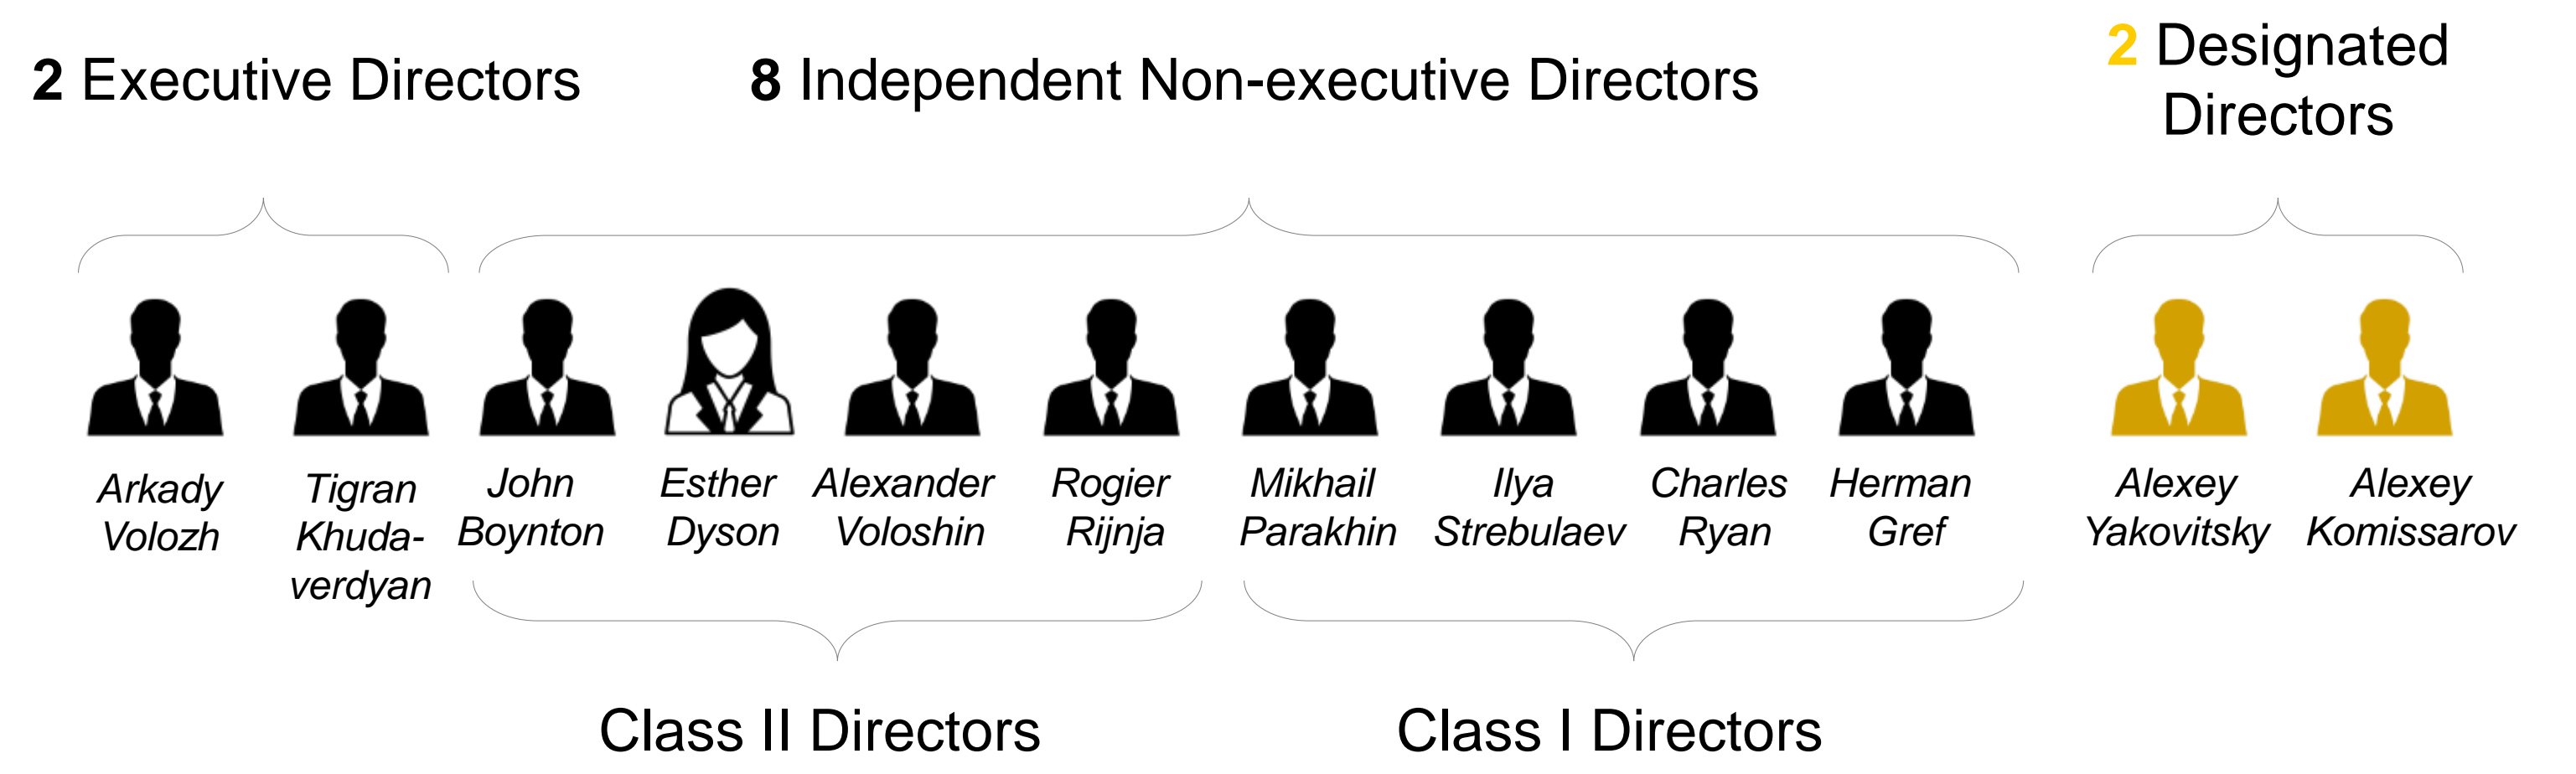 2 Executive Directors
8 Independent Non-executive Directors
2 Designated
Directors
Arkady
Volozh
Tigran
Khuda-
verdyan
John
Boynton
Esther
Dyson
Alexander
Voloshin
Rogier
Rijnja
Mikhail
Parakhin
Ilya
Strebulaev
Charles
Ryan
Herman
Gref
Alexey
Yakovitsky
Alexey
Komissarov
Class II Directors
Class I Directors